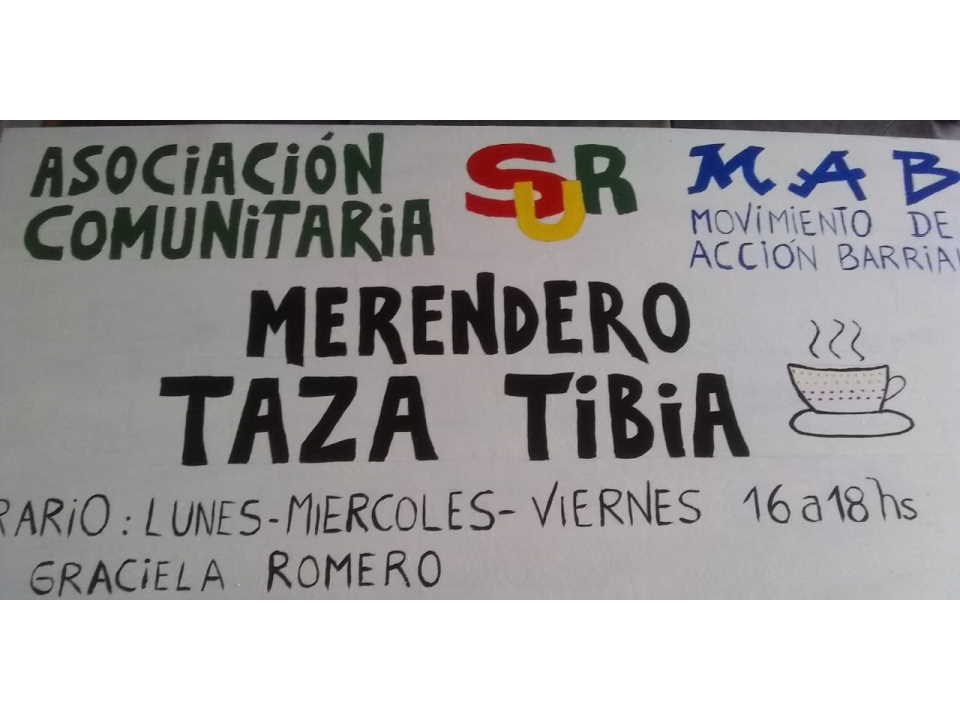 ASOCIACIÓN
COMUNITARIA
SUR
MAB
MOVIMIENTO DE
ACCIÓN BARRIAL
MERENDERO
TAZA TIBIA
RARIO: LUNES-MIERCOLES-VIERNES 16 a 18 hs
GRACIELA ROMERO